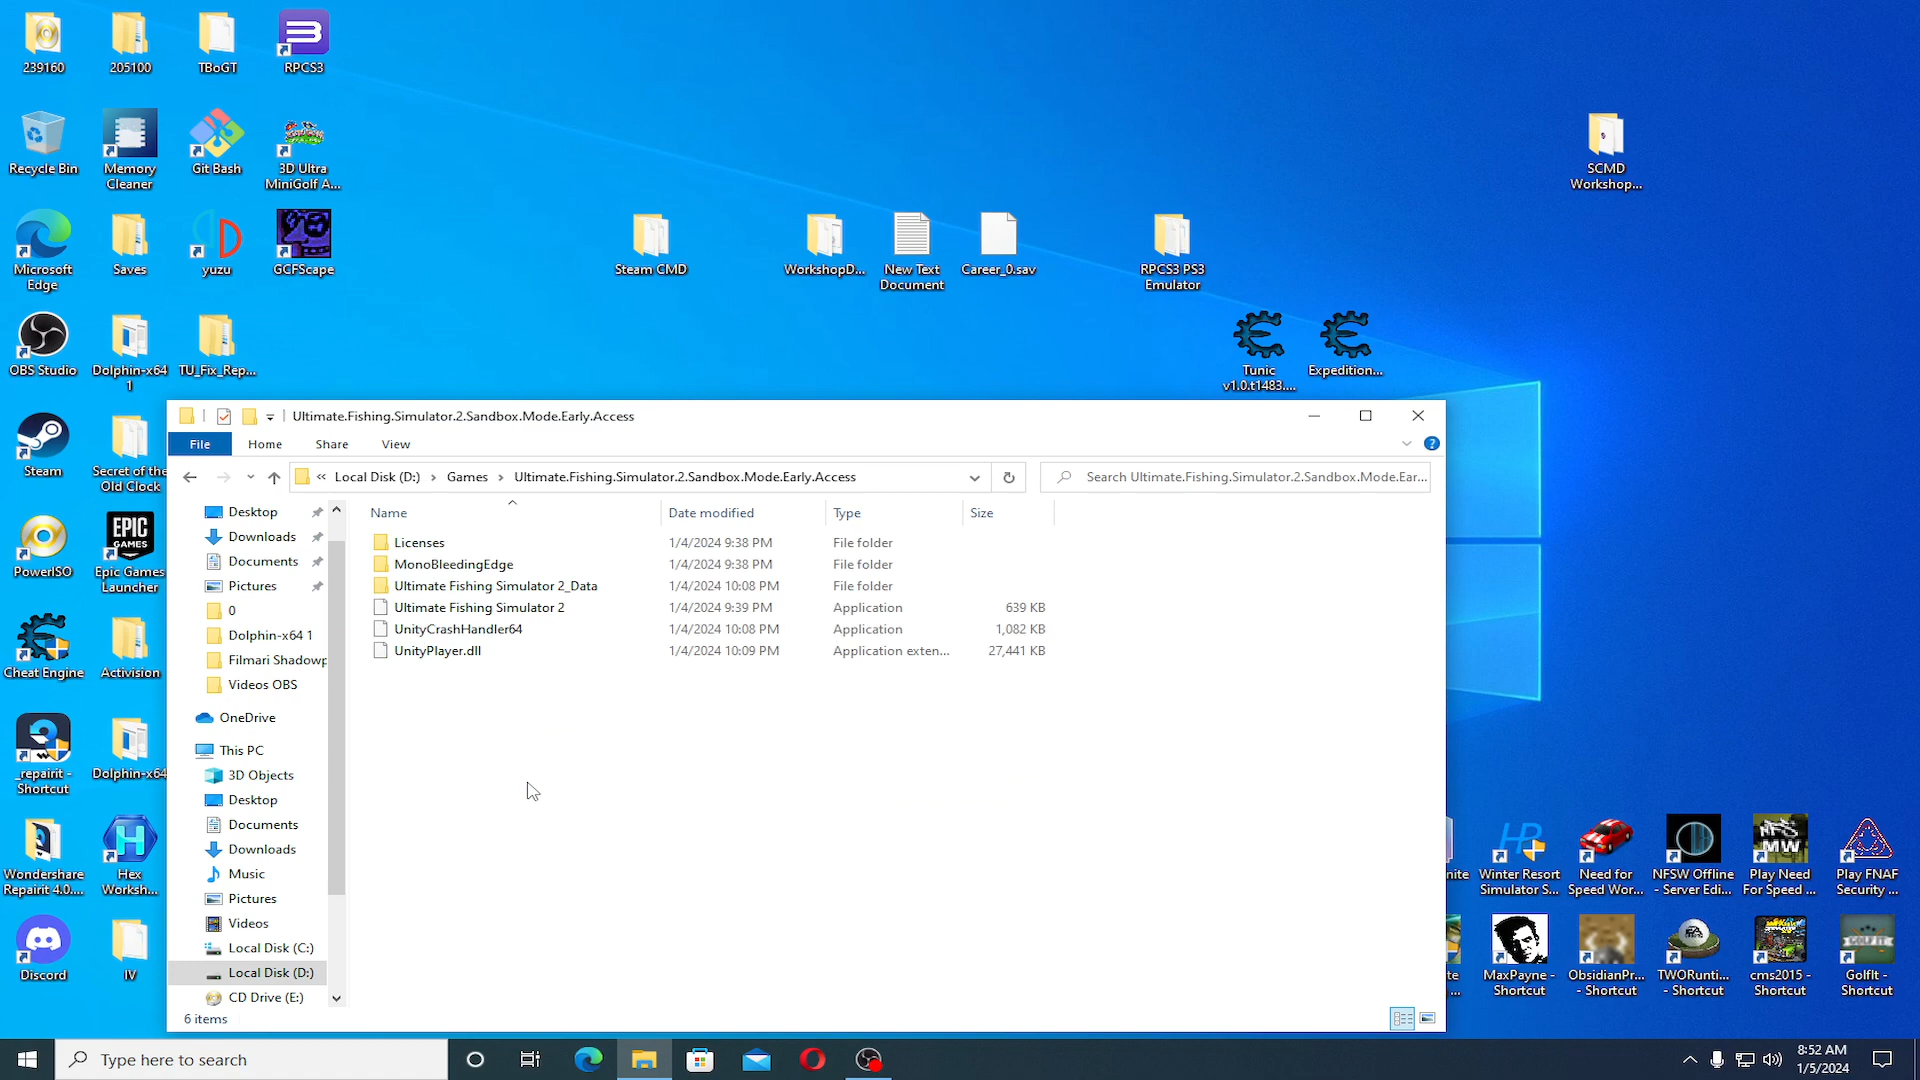 239160
205100
TBoGT
RPCS3
Recycle Bin
Memory
Cleaner
Git Bash
3D Ultra
MiniGolf A...
SCMD
Workshop...
Microsoft
Edge
Saves
yuzu
GCFScape
Steam CMD
WorkshopD...
New Text
Document
Career_0.sav
RPCS3 PS3
Emulator
OBS Studio
Dolphin-x64
1
TU_Fix_Rep...
Tunic
v1.0.t1483....
Expedition...
Steam
Secret of the
Old Clock
PowerISO
EPIC
GAMES
Epic Games
Launcher
Cheat Engine
Activision
_repairit -
Shortcut
Dolphin-x64
Wondershare
Repairit 4.0....
Hex
Worksh...
Discord
IV
Ultimate.Fishing.Simulator.2.Sandbox.Mode.Early.Access
File
Home
Share
View
« Local Disk (D:) › Games › Ultimate.Fishing.Simulator.2.Sandbox.Mode.Early.Access
Search Ultimate.Fishing.Simulator.2.Sandbox.Mode.Ear...
Desktop
Downloads
Documents
Pictures
0
Dolphin-x64 1
Filmari Shadowp
Videos OBS
OneDrive
This PC
3D Objects
Desktop
Documents
Downloads
Music
Pictures
Videos
Local Disk (C:)
Local Disk (D:)
CD Drive (E:)
Name Date modified Type Size
Licenses 1/4/2024 9:38 PM File folder
MonoBleedingEdge 1/4/2024 9:38 PM File folder
Ultimate Fishing Simulator 2_Data 1/4/2024 10:08 PM File folder
Ultimate Fishing Simulator 2 1/4/2024 9:39 PM Application 639 KB
UnityCrashHandler64 1/4/2024 10:08 PM Application 1,082 KB
UnityPlayer.dll 1/4/2024 10:09 PM Application exten... 27,441 KB
6 items
nite
Winter Resort
Simulator S...
Need for
Speed Wor...
NFSW Offline
- Server Edi...
NFS
MW
Play Need
For Speed ...
Play FNAF
Security ...
te
...
MaxPayne -
Shortcut
ObsidianPr...
- Shortcut
EA
TWORunti...
- Shortcut
cms2015 -
Shortcut
GOLF IT
GolfIt -
Shortcut
Type here to search
8:52 AM
1/5/2024